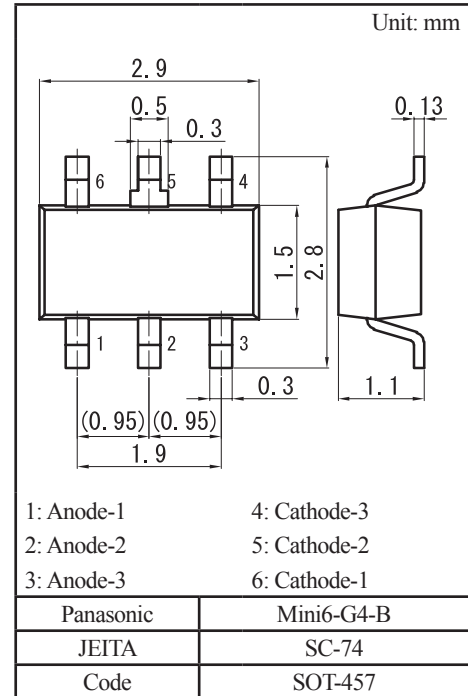 Unit: mm
2.9
0.5
0.3
0.13
6
5
4
1.5
2.8
1
2
3
0.3
1.1
(0.95) (0.95)
1.9
1: Anode-1 4: Cathode-3
2: Anode-2 5: Cathode-2
3: Anode-3 6: Cathode-1
Panasonic Mini6-G4-B
JEITA SC-74
Code SOT-457